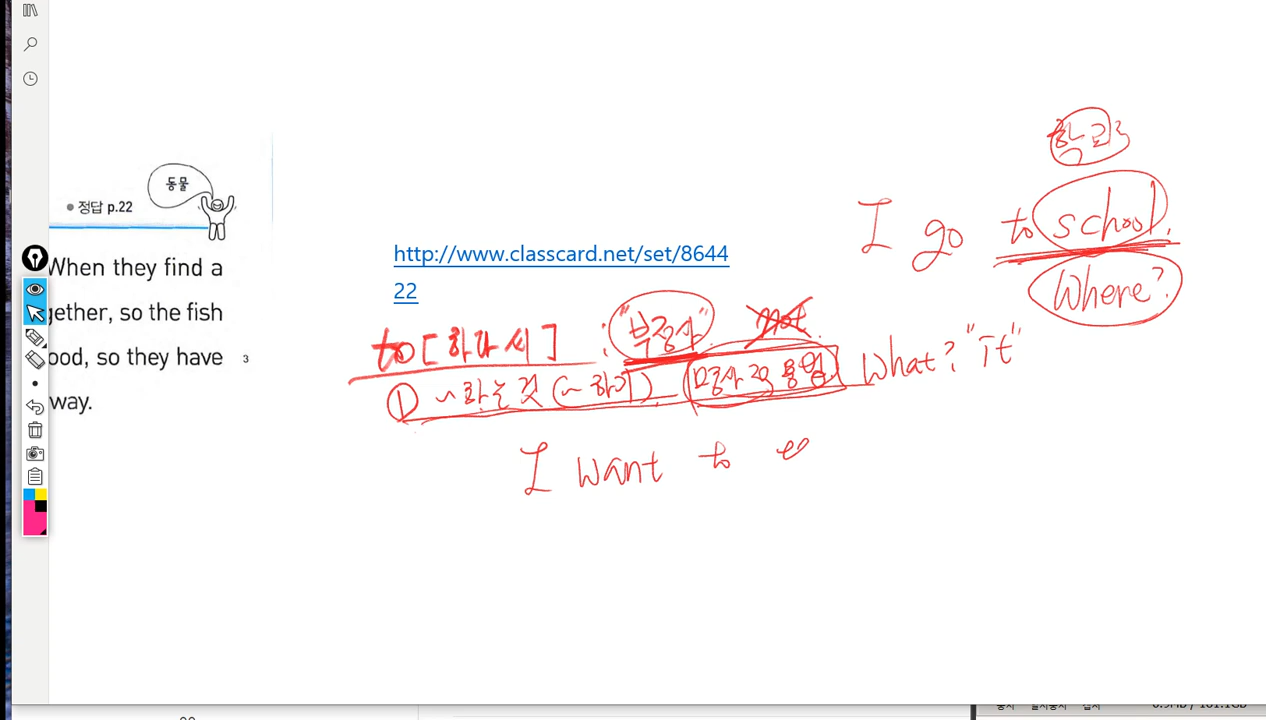 동물
정답 p.22
When they find a
gether, so the fish
ood, so they have 3
way.
http://www.classcard.net/set/8644
22
학교
I go to school.
Where?
to [하다씨] : "부정사" not
① ~하는 것 (~하기). 명사적 용법 What? "it"
I want to